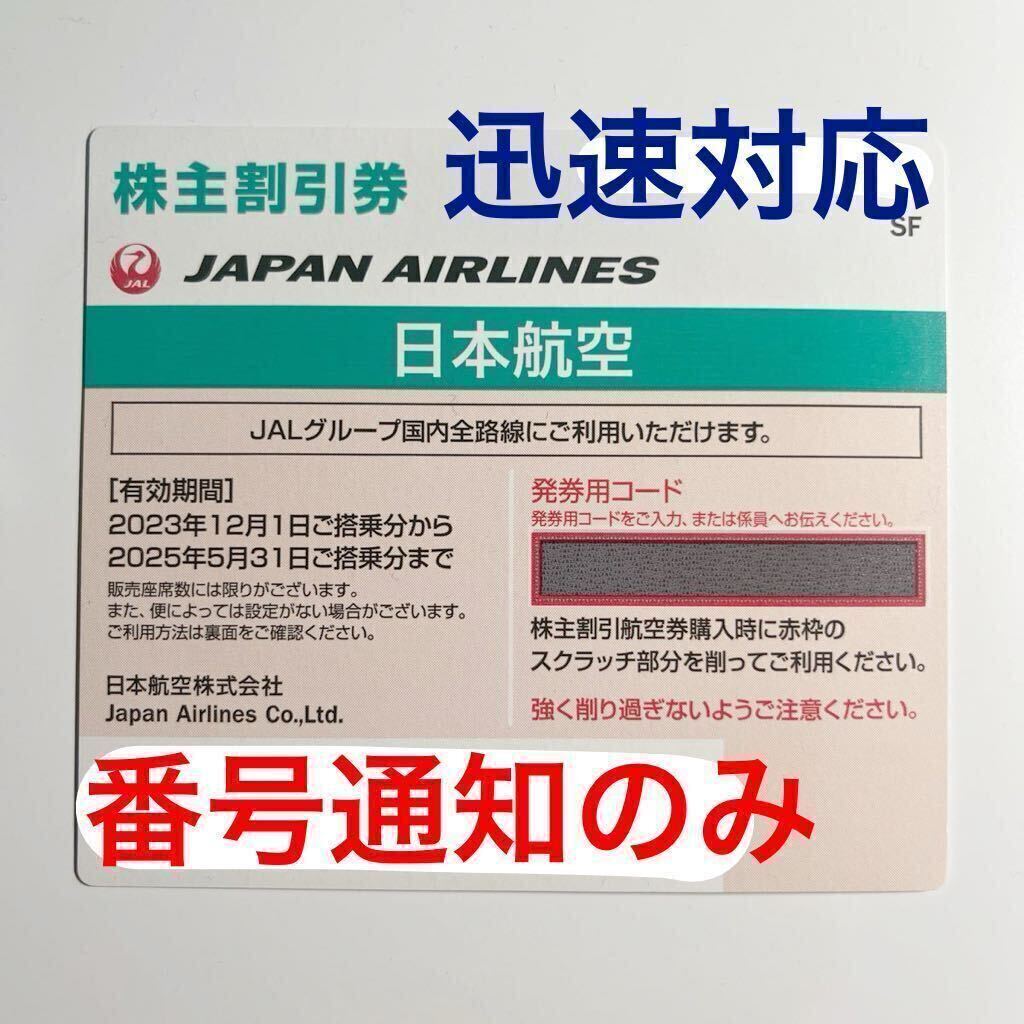 迅速対応
株主割引券
SF
JAL
JAPAN AIRLINES
日本航空
JALグループ国内全路線にご利用いただけます。
[有効期間]
2023年12月1日ご搭乗分から
2025年5月31日ご搭乗分まで
販売座席数には限りがございます。
また、便によっては設定がない場合がございます。
ご利用方法は裏面をご確認ください。
日本航空株式会社
Japan Airlines Co.,Ltd.
発券用コード
発券用コードをご入力、または係員へお伝えください。
株主割引航空券購入時に赤枠の
スクラッチ部分を削ってご利用ください。
強く削り過ぎないようご注意ください。
番号通知のみ